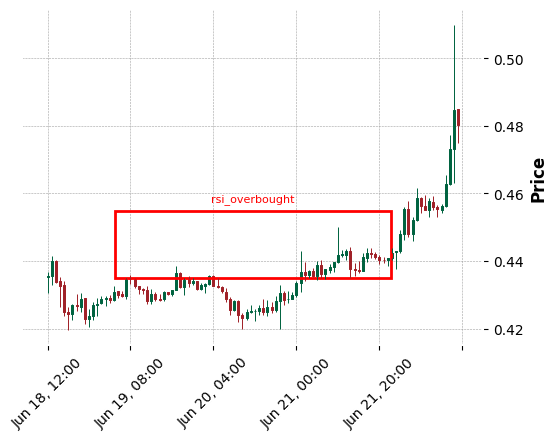 rsi_overbought
0.50
0.48
0.46
0.44
0.42
Price
Jun 18, 12:00
Jun 19, 08:00
Jun 20, 04:00
Jun 21, 00:00
Jun 21, 20:00